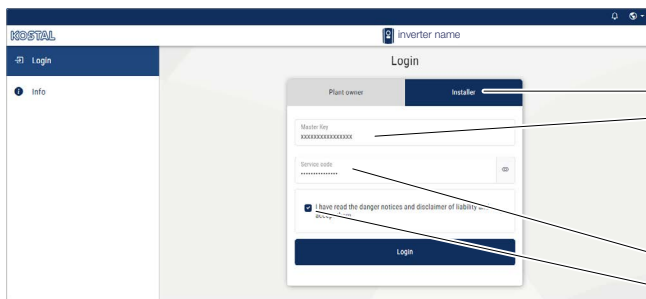 KOSTAL
inverter name
Login
Info
Login
Plant owner
Installer
Master Key
XXXXXXXXXXXXXXXX
Service code
I have read the danger notices and disclaimer of liability
Login